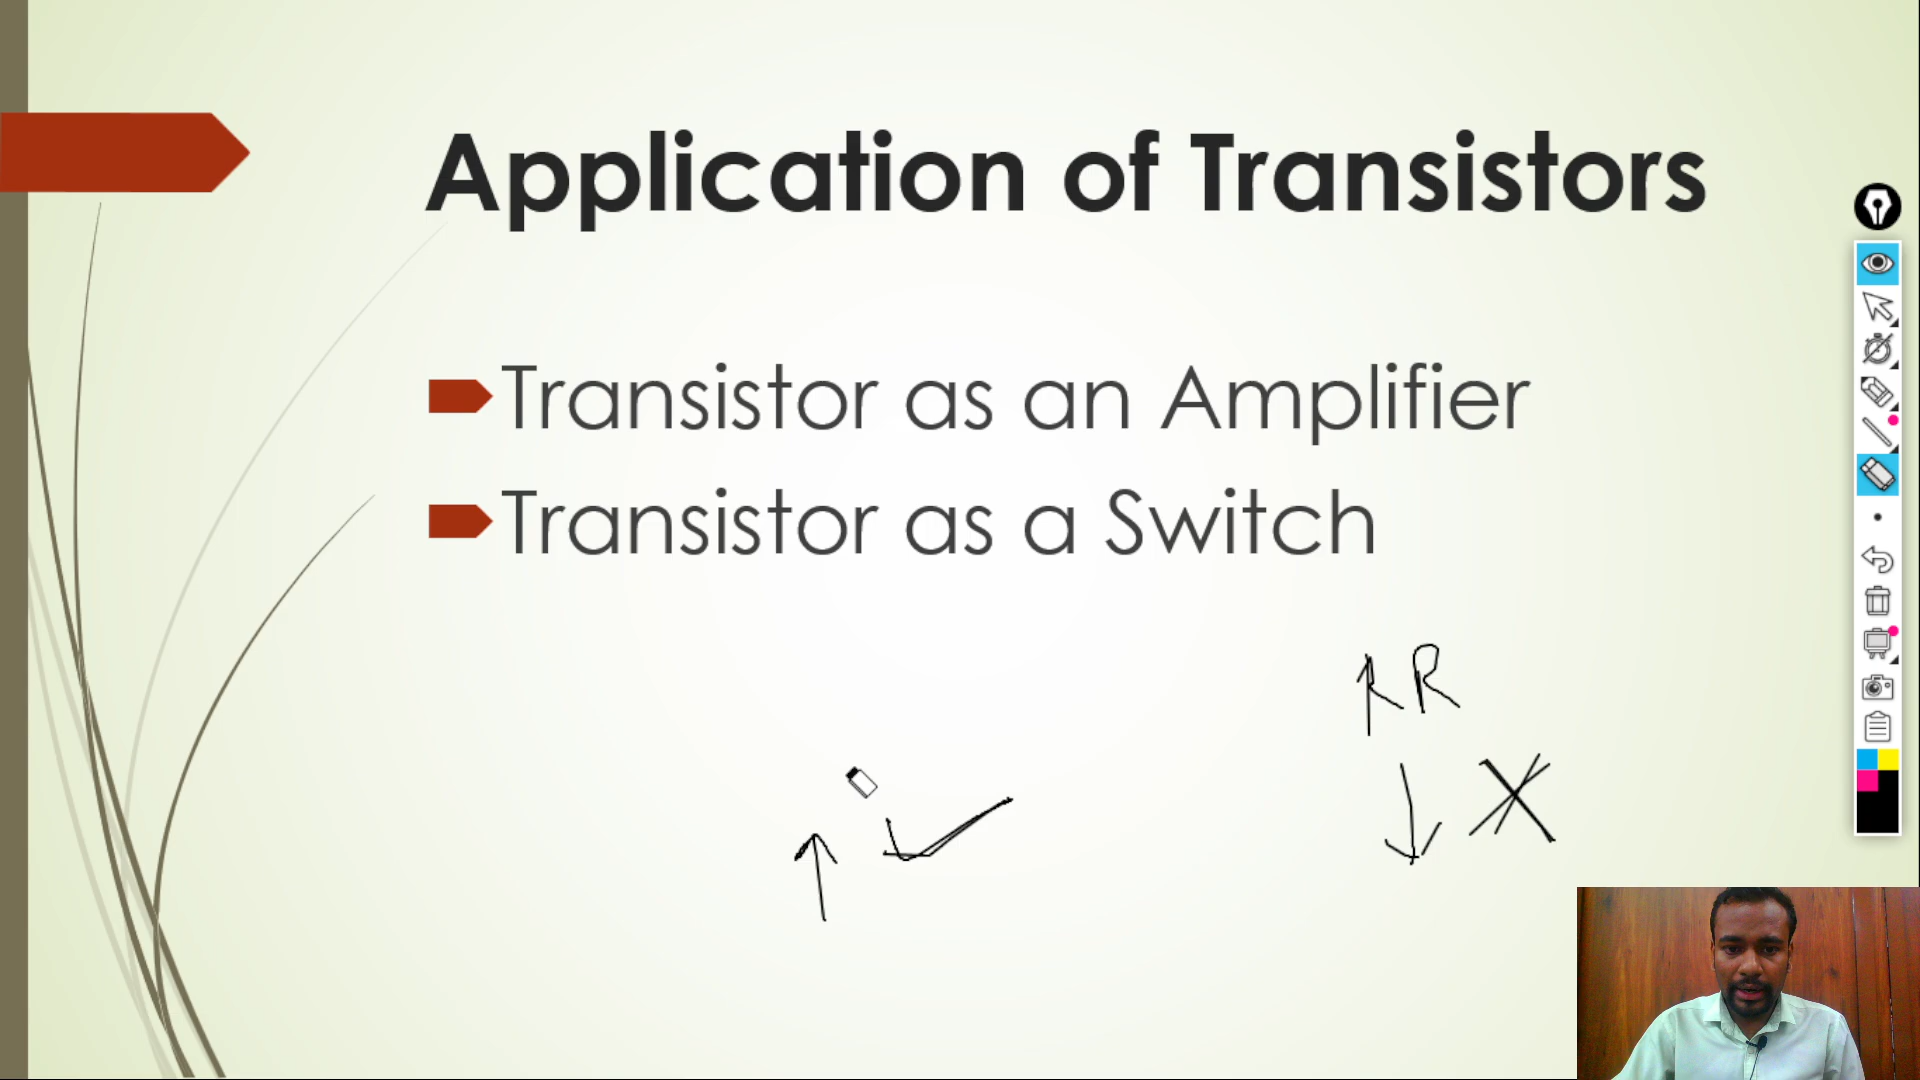 Application of Transistors
Transistor as an Amplifier
Transistor as a Switch
R